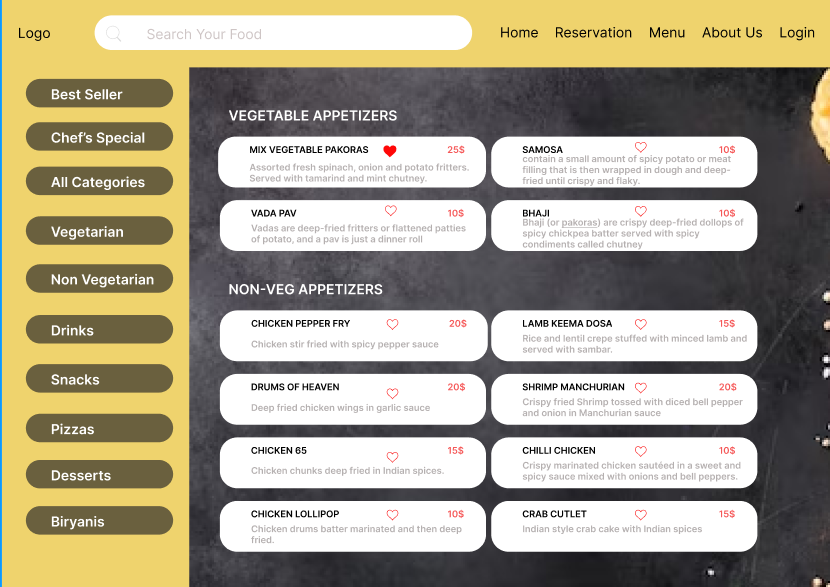 Logo
Search Your Food
Home
Reservation
Menu
About Us
Login
Best Seller
Chef's Special
All Categories
Vegetarian
Non Vegetarian
Drinks
Snacks
Pizzas
Desserts
Biryanis
VEGETABLE APPETIZERS
MIX VEGETABLE PAKORAS 25$
Assorted fresh spinach, onion and potato fritters.
Served with tamarind and mint chutney.
SAMOSA 10$
contain a small amount of spicy potato or meat
filling that is then wrapped in dough and deep-
fried until crispy and flaky.
VADA PAV 10$
Vadas are deep-fried fritters or flattened patties
of potato, and a pav is just a dinner roll
BHAJI 10$
Bhaji (or pakoras) are crispy deep-fried dollops of
spicy chickpea batter served with spicy
condiments called chutney
NON-VEG APPETIZERS
CHICKEN PEPPER FRY 20$
Chicken stir fried with spicy pepper sauce
LAMB KEEMA DOSA 15$
Rice and lentil crepe stuffed with minced lamb and
served with sambar.
DRUMS OF HEAVEN 20$
Deep fried chicken wings in garlic sauce
SHRIMP MANCHURIAN 20$
Crispy fried Shrimp tossed with diced bell pepper
and onion in Manchurian sauce
CHICKEN 65 15$
Chicken chunks deep fried in Indian spices.
CHILLI CHICKEN 10$
Crispy marinated chicken sautéed in a sweet and
spicy sauce mixed with onions and bell peppers.
CHICKEN LOLLIPOP 10$
Chicken drums batter marinated and then deep
fried.
CRAB CUTLET 15$
Indian style crab cake with Indian spices